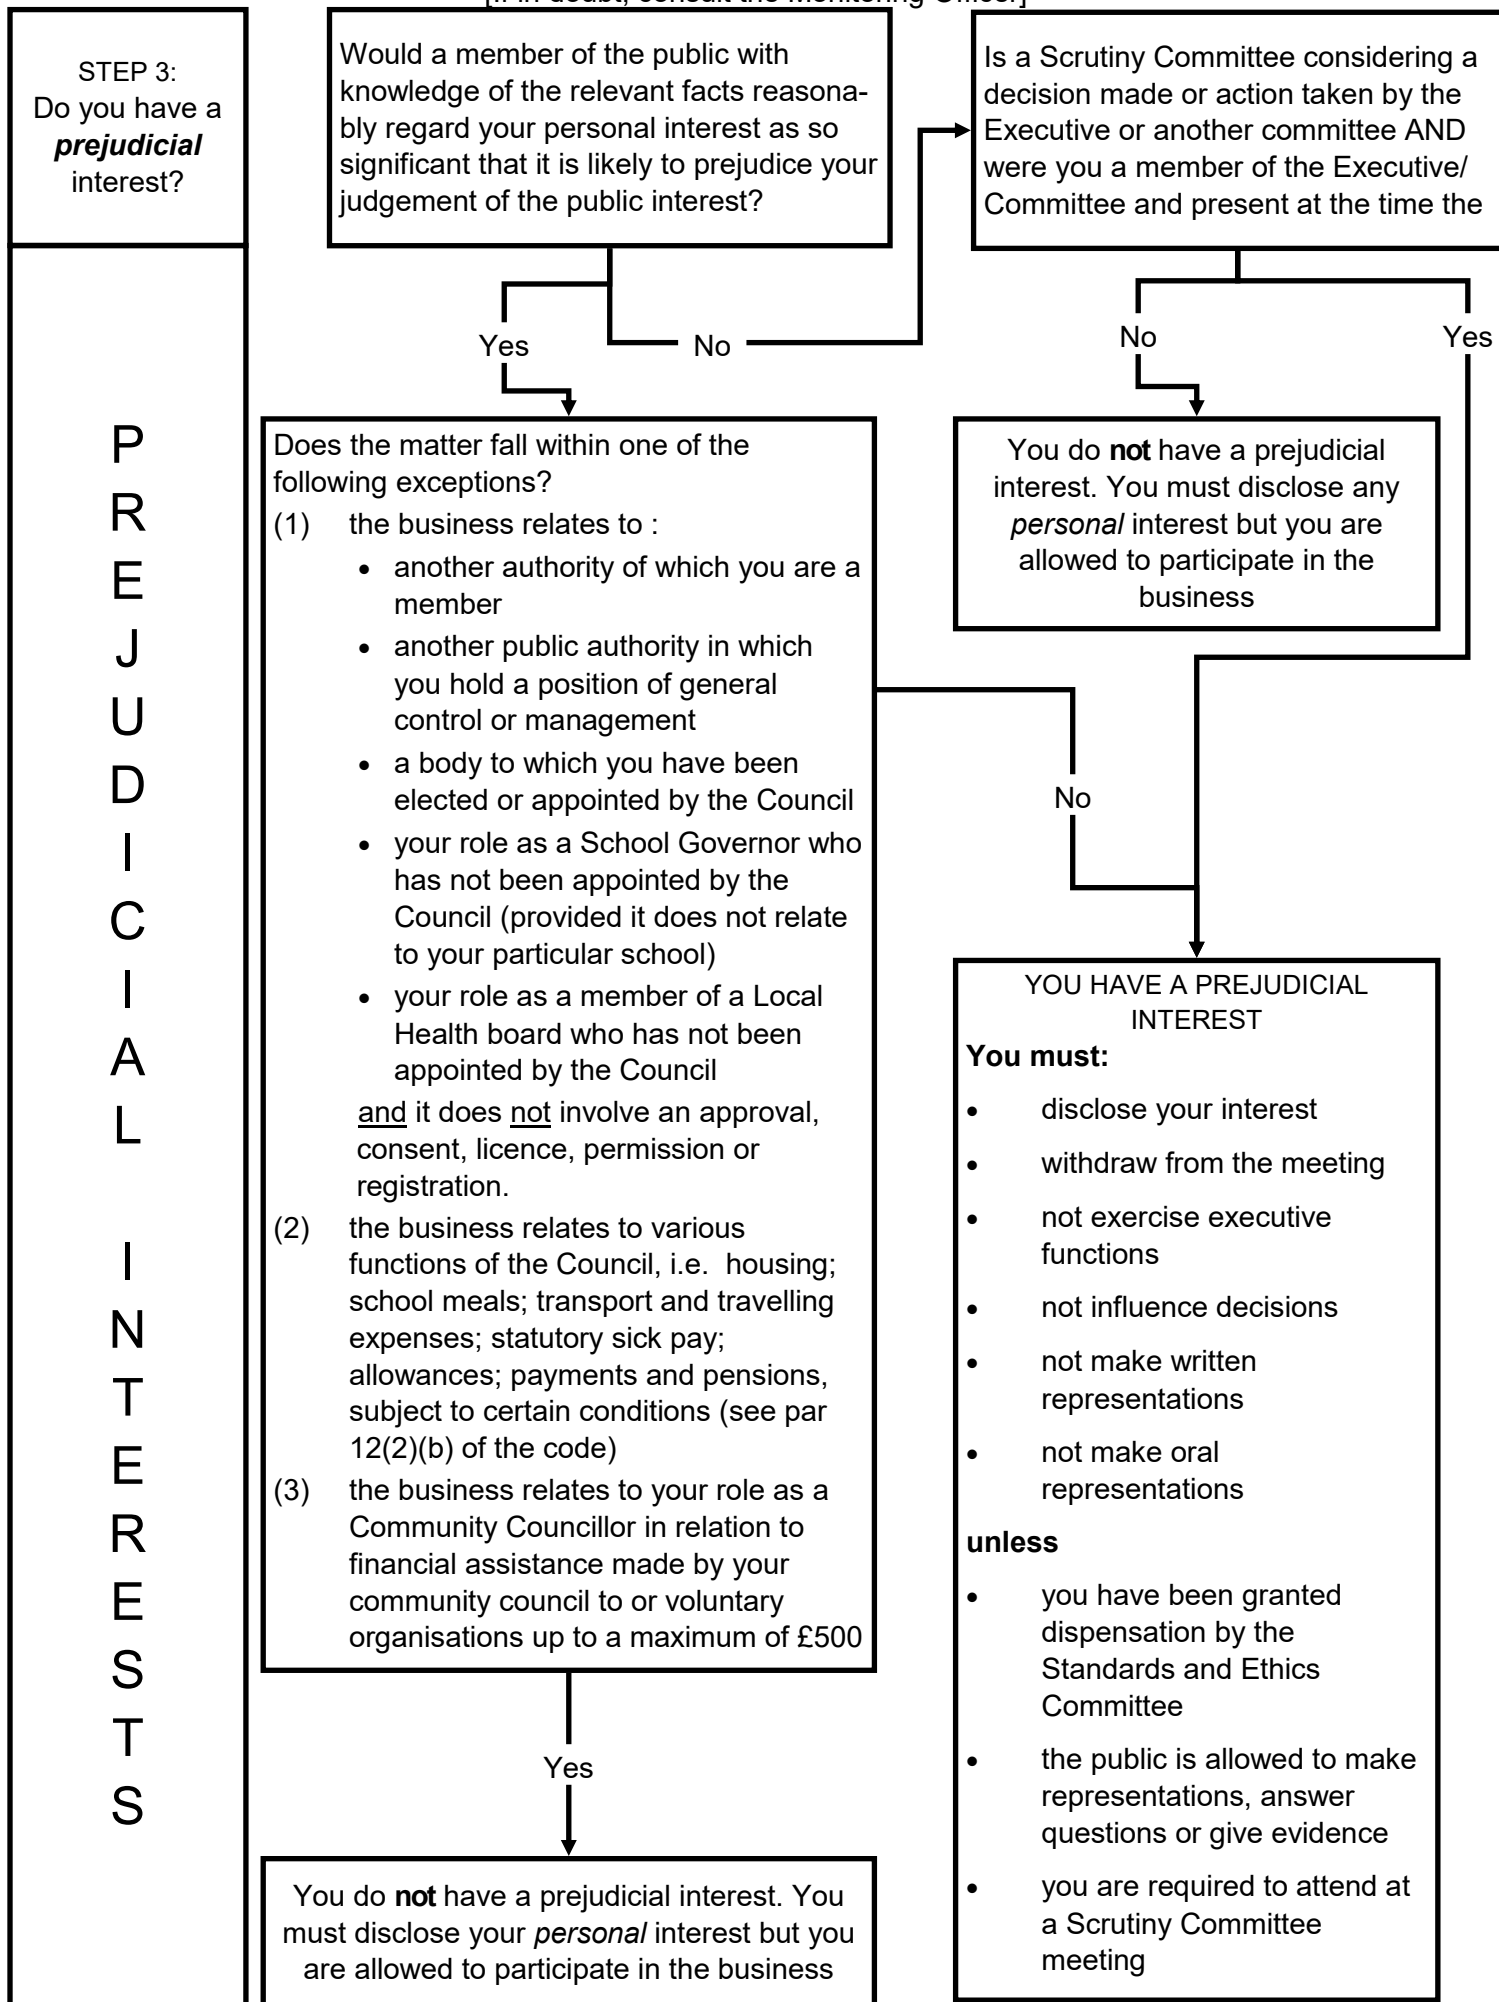 [If in doubt, consult the Monitoring Officer]
STEP 3:
Do you have a
prejudicial
interest?
Would a member of the public with
knowledge of the relevant facts reasona-
bly regard your personal interest as so
significant that it is likely to prejudice your
judgement of the public interest?
Is a Scrutiny Committee considering a
decision made or action taken by the
Executive or another committee AND
were you a member of the Executive/
Committee and present at the time the
Yes
No
No
Yes
P
R
E
J
U
D
I
C
I
A
L
I
N
T
E
R
E
S
T
S
Does the matter fall within one of the
following exceptions?
(1) the business relates to :
• another authority of which you are a
member
• another public authority in which
you hold a position of general
control or management
• a body to which you have been
elected or appointed by the Council
• your role as a School Governor who
has not been appointed by the
Council (provided it does not relate
to your particular school)
• your role as a member of a Local
Health board who has not been
appointed by the Council
and it does not involve an approval,
consent, licence, permission or
registration.
(2) the business relates to various
functions of the Council, i.e. housing;
school meals; transport and travelling
expenses; statutory sick pay;
allowances; payments and pensions,
subject to certain conditions (see par
12(2)(b) of the code)
(3) the business relates to your role as a
Community Councillor in relation to
financial assistance made by your
community council to or voluntary
organisations up to a maximum of £500
You do not have a prejudicial
interest. You must disclose any
personal interest but you are
allowed to participate in the
business
No
YOU HAVE A PREJUDICIAL
INTEREST
You must:
• disclose your interest
• withdraw from the meeting
• not exercise executive
functions
• not influence decisions
• not make written
representations
• not make oral
representations
unless
• you have been granted
dispensation by the
Standards and Ethics
Committee
• the public is allowed to make
representations, answer
questions or give evidence
• you are required to attend at
a Scrutiny Committee
meeting
Yes
You do not have a prejudicial interest. You
must disclose your personal interest but you
are allowed to participate in the business